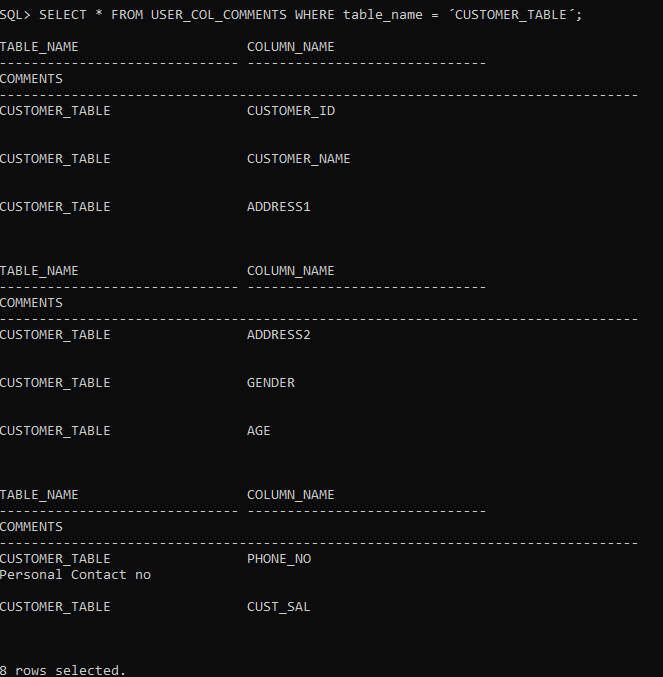 SQL> SELECT * FROM USER_COL_COMMENTS WHERE table_name = ´CUSTOMER_TABLE´;
TABLE_NAME                     COLUMN_NAME
------------------------------ ------------------------------
COMMENTS
--------------------------------------------------------------------------------
CUSTOMER_TABLE                 CUSTOMER_ID
CUSTOMER_TABLE                 CUSTOMER_NAME
CUSTOMER_TABLE                 ADDRESS1
TABLE_NAME                     COLUMN_NAME
------------------------------ ------------------------------
COMMENTS
--------------------------------------------------------------------------------
CUSTOMER_TABLE                 ADDRESS2
CUSTOMER_TABLE                 GENDER
CUSTOMER_TABLE                 AGE
TABLE_NAME                     COLUMN_NAME
------------------------------ ------------------------------
COMMENTS
--------------------------------------------------------------------------------
CUSTOMER_TABLE                 PHONE_NO
Personal Contact no
CUSTOMER_TABLE                 CUST_SAL
8 rows selected.